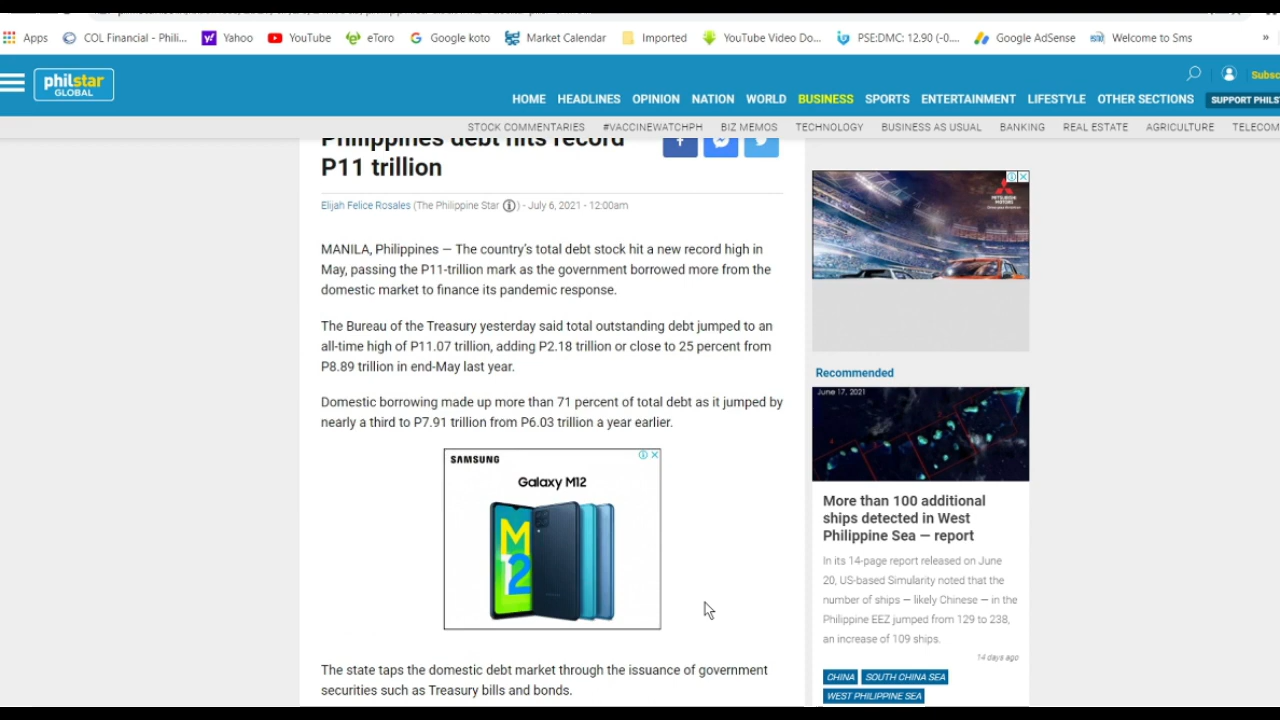 Apps
COL Financial - Phili...
Yahoo
YouTube
eToro
Google koto
Market Calendar
Imported
YouTube Video Do...
PSE:DMC: 12.90 (-0....
Google AdSense
Welcome to Sms
»
philstar
GLOBAL
Subsc
HOME HEADLINES OPINION NATION WORLD BUSINESS SPORTS ENTERTAINMENT LIFESTYLE OTHER SECTIONS SUPPORT PHILS
STOCK COMMENTARIES #VACCINEWATCHPH BIZ MEMOS TECHNOLOGY BUSINESS AS USUAL BANKING REAL ESTATE AGRICULTURE TELECOM
Philippines debt hits record
P11 trillion
Elijah Felice Rosales (The Philippine Star ) - July 6, 2021 - 12:00am
MANILA, Philippines — The country's total debt stock hit a new record high in
May, passing the P11-trillion mark as the government borrowed more from the
domestic market to finance its pandemic response.
The Bureau of the Treasury yesterday said total outstanding debt jumped to an
all-time high of P11.07 trillion, adding P2.18 trillion or close to 25 percent from
P8.89 trillion in end-May last year.
Domestic borrowing made up more than 71 percent of total debt as it jumped by
nearly a third to P7.91 trillion from P6.03 trillion a year earlier.
SAMSUNG
Galaxy M12
M
12
The state taps the domestic debt market through the issuance of government
securities such as Treasury bills and bonds.
MITSUBISHI
MOTORS
Recommended
June 17, 2021
More than 100 additional
ships detected in West
Philippine Sea — report
In its 14-page report released on June
20, US-based Simularity noted that the
number of ships — likely Chinese — in the
Philippine EEZ jumped from 129 to 238,
an increase of 109 ships.
14 days ago
CHINA SOUTH CHINA SEA
WEST PHILIPPINE SEA